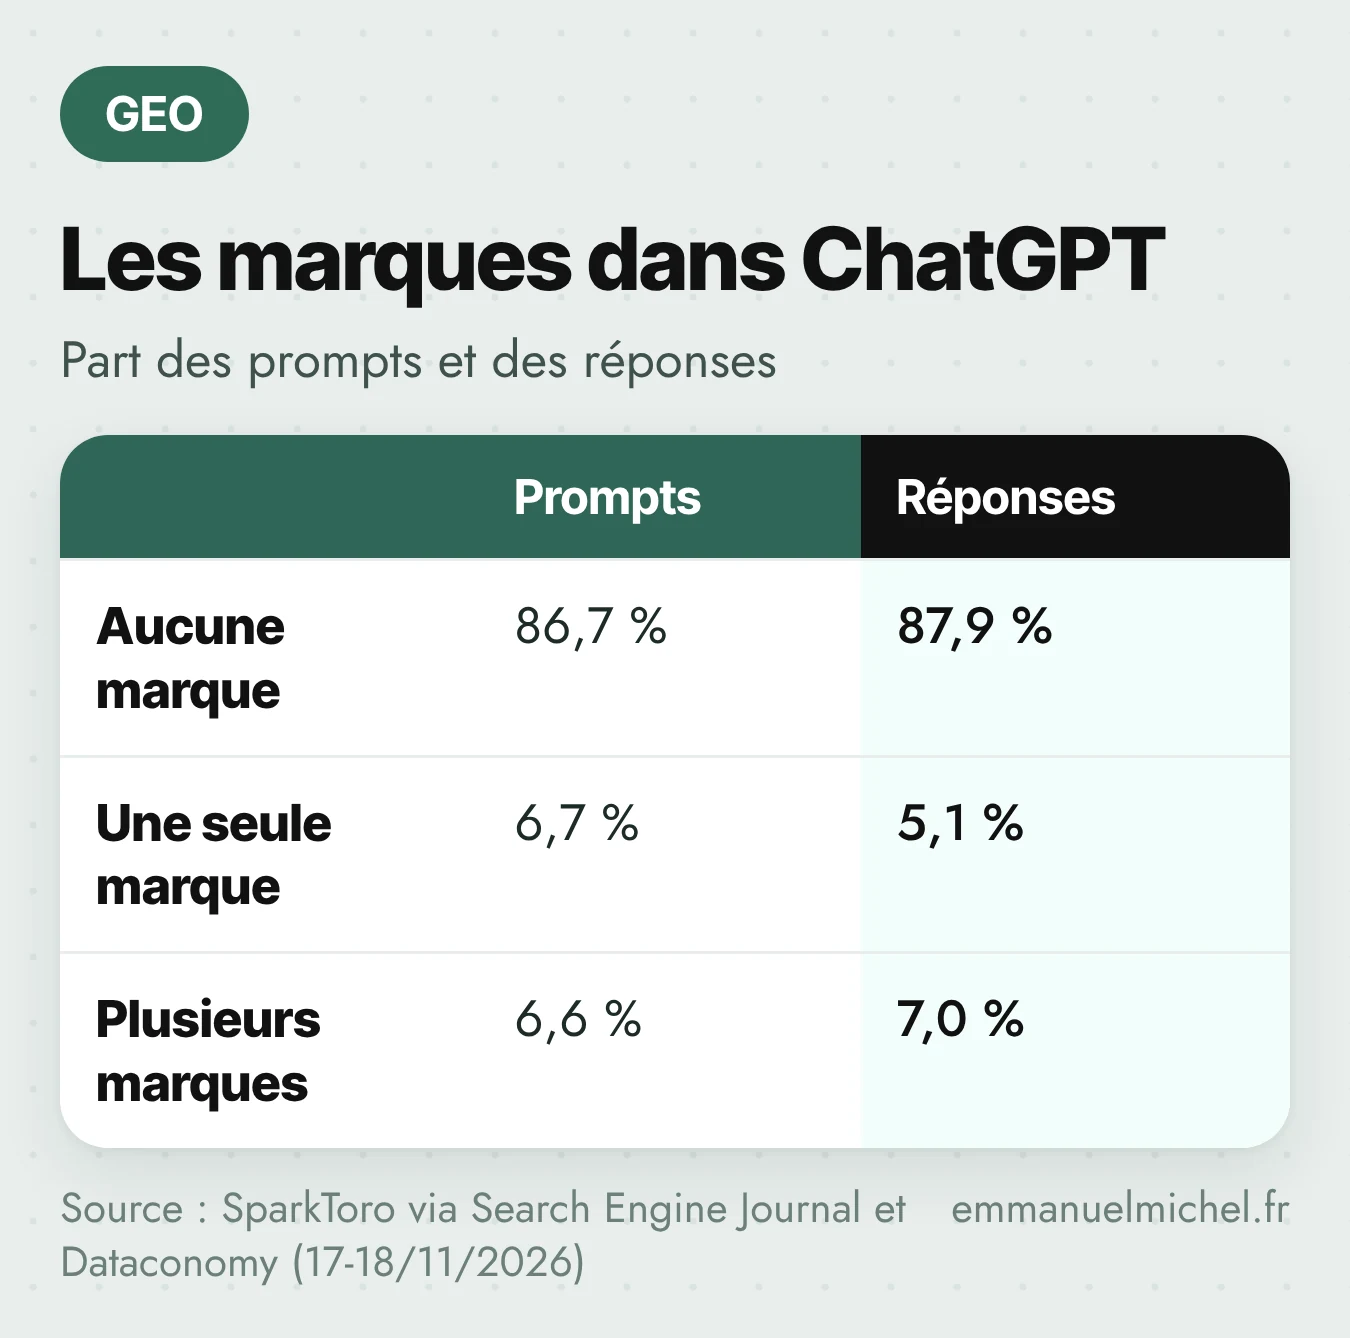 GEO
Les marques dans ChatGPT
Part des prompts et des réponses
Prompts Réponses
Aucune 86,7 % 87,9 %
marque
Une seule 6,7 % 5,1 %
marque
Plusieurs 6,6 % 7,0 %
marques
Source : SparkToro via Search Engine Journal et emmanuelmichel.fr
Dataconomy (17-18/11/2026)